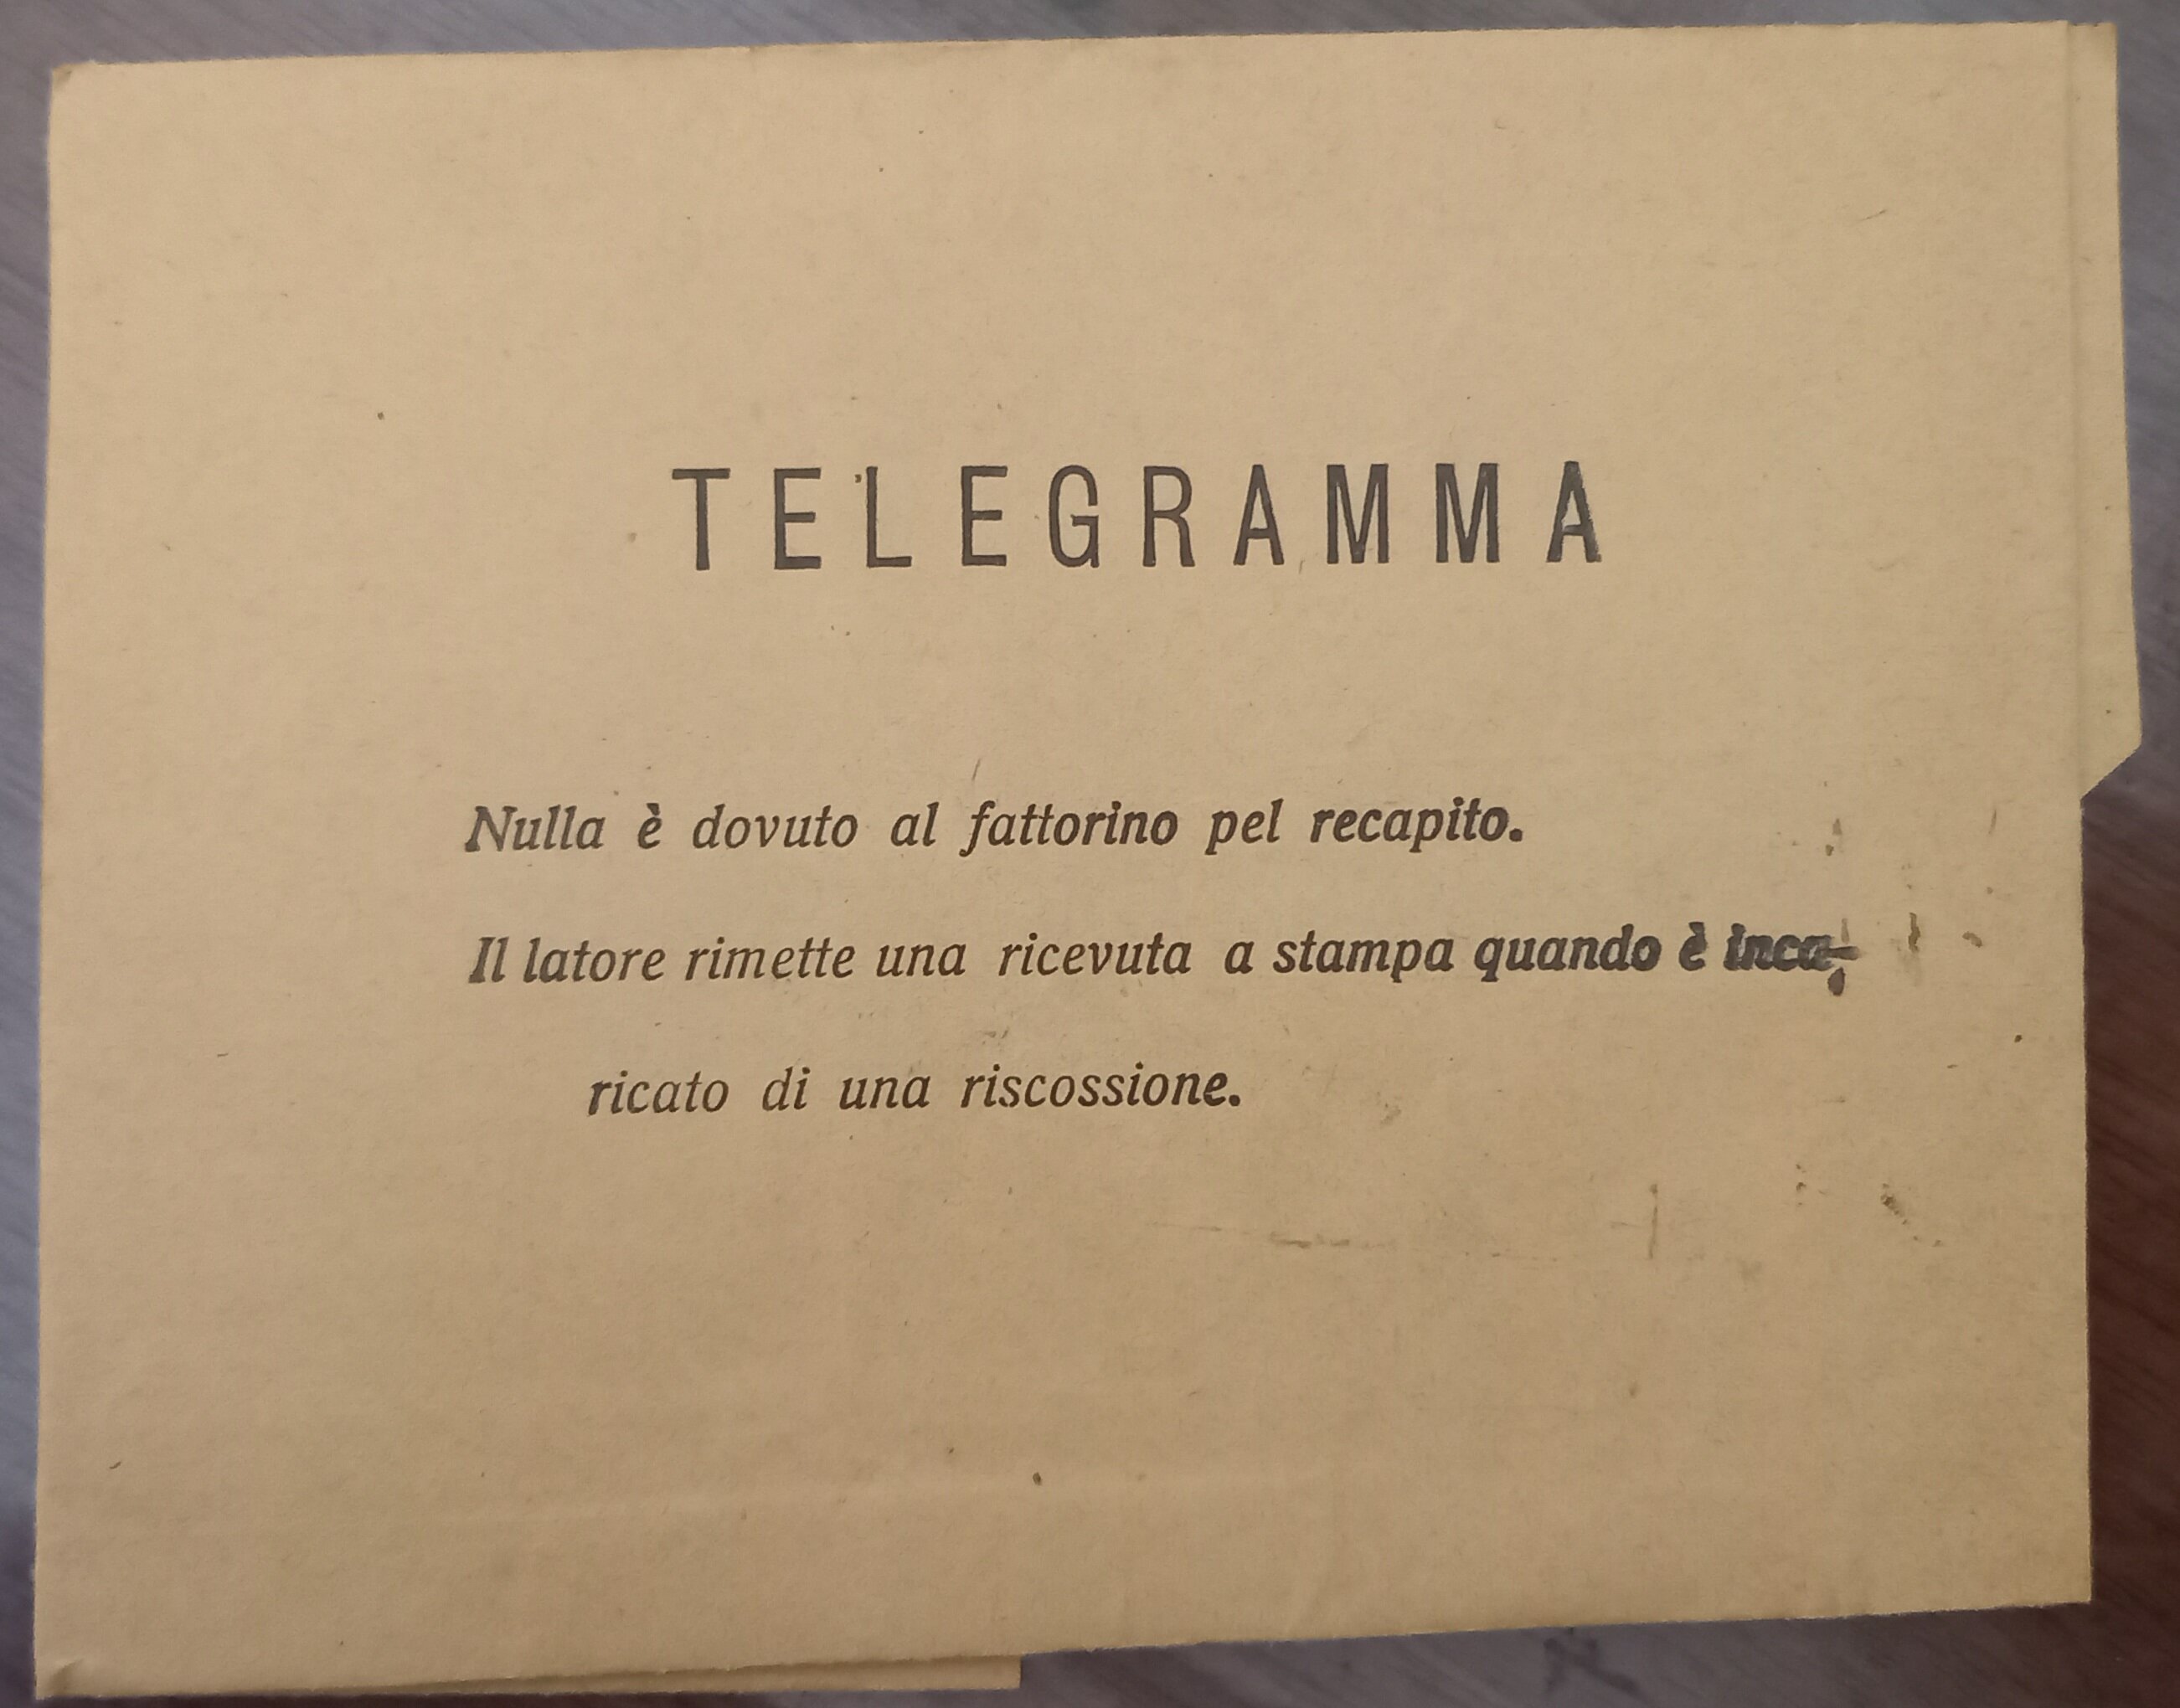 TELEGRAMMA
Nulla è dovuto al fattorino pel recapito.
Il latore rimette una ricevuta a stampa quando è inca-
ricato di una riscossione.